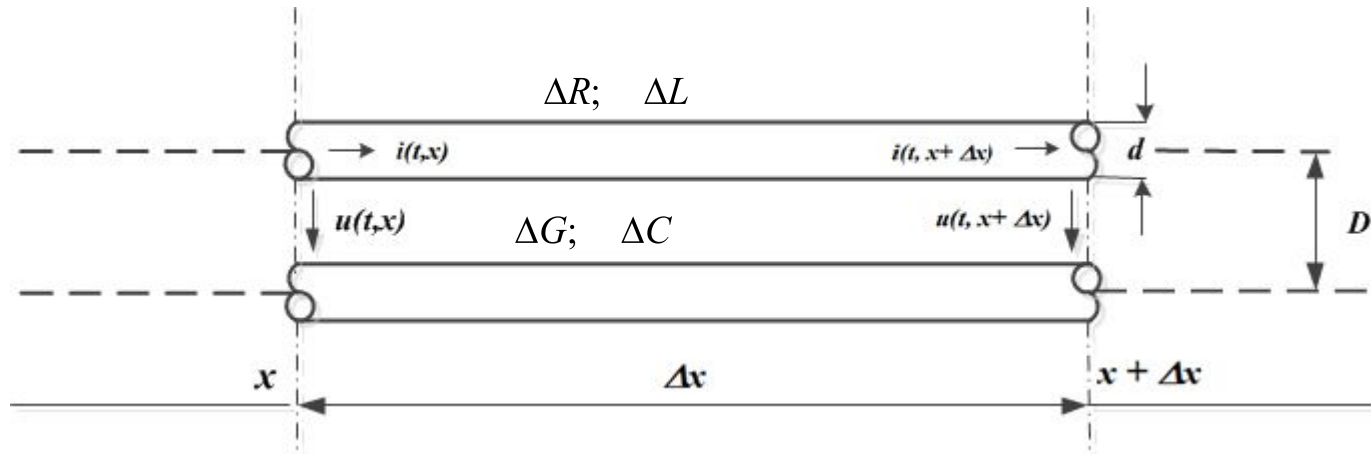 ΔR; ΔL
i(t,x) i(t, x+ Δx) d
u(t,x) ΔG; ΔC u(t, x+ Δx) D
x Δx x + Δx